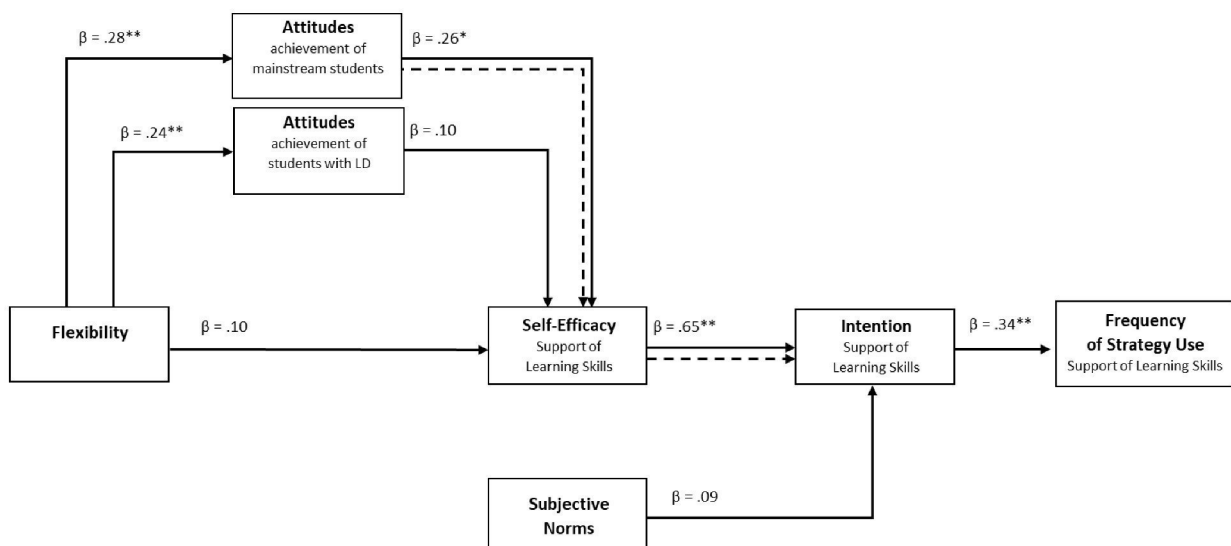 Attitudes
achievement of
mainstream students
β = .28**
β = .26*
Attitudes
achievement of
students with LD
β = .24**
β = .10
Flexibility
β = .10
Self-Efficacy
Support of
Learning Skills
β = .65**
Intention
Support of
Learning Skills
β = .34**
Frequency
of Strategy Use
Support of Learning Skills
Subjective
Norms
β = .09